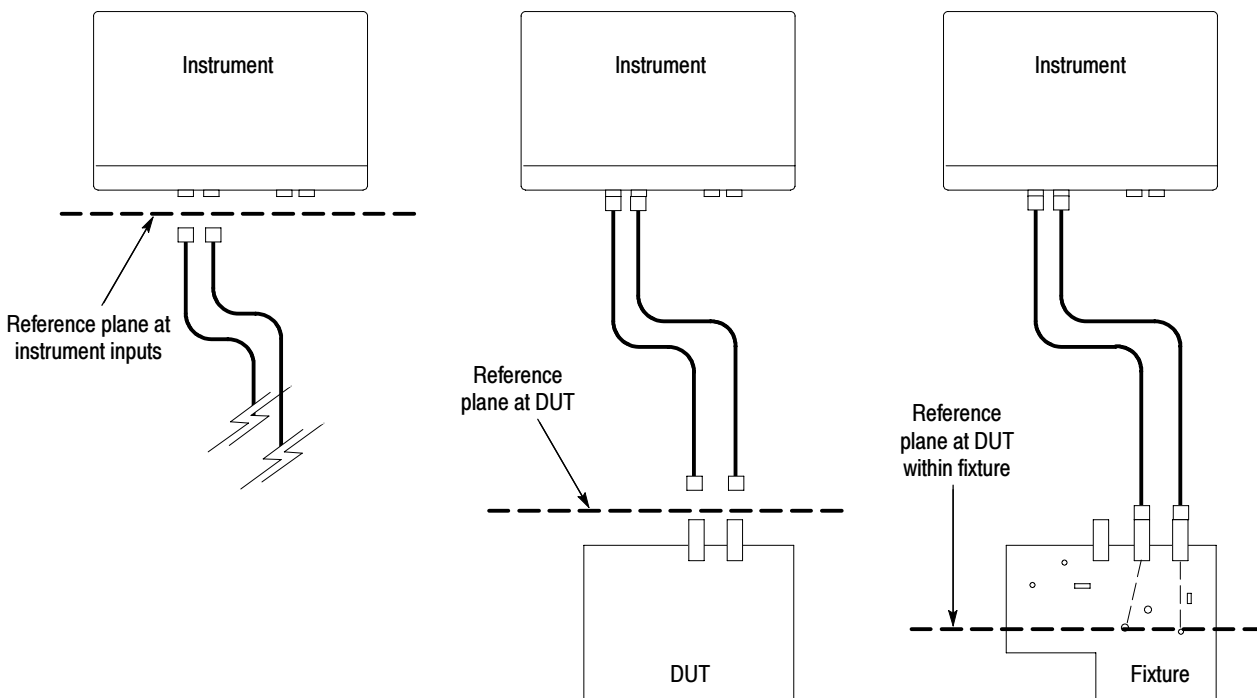 Instrument
Instrument
Instrument
Reference plane at
instrument inputs
Reference
plane at DUT
Reference
plane at DUT
within fixture
DUT
Fixture